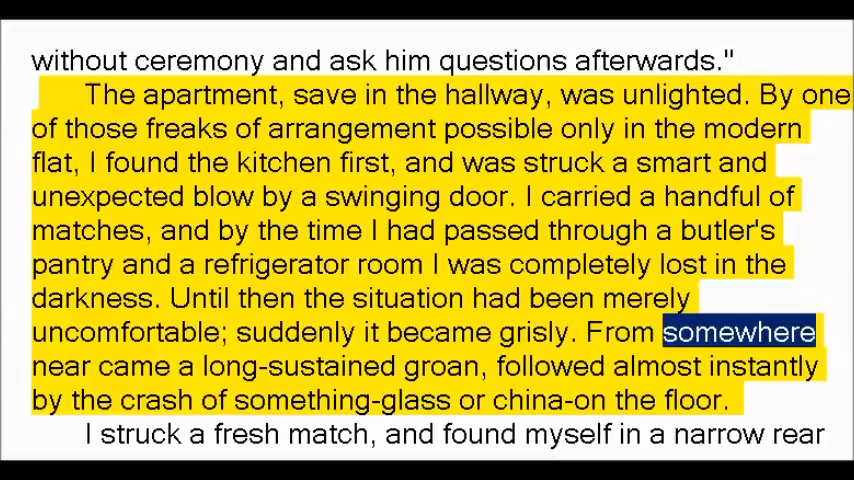 without ceremony and ask him questions afterwards."
The apartment, save in the hallway, was unlighted. By one
of those freaks of arrangement possible only in the modern
flat, I found the kitchen first, and was struck a smart and
unexpected blow by a swinging door. I carried a handful of
matches, and by the time I had passed through a butler's
pantry and a refrigerator room I was completely lost in the
darkness. Until then the situation had been merely
uncomfortable; suddenly it became grisly. From somewhere
near came a long-sustained groan, followed almost instantly
by the crash of something-glass or china-on the floor.
I struck a fresh match, and found myself in a narrow rear